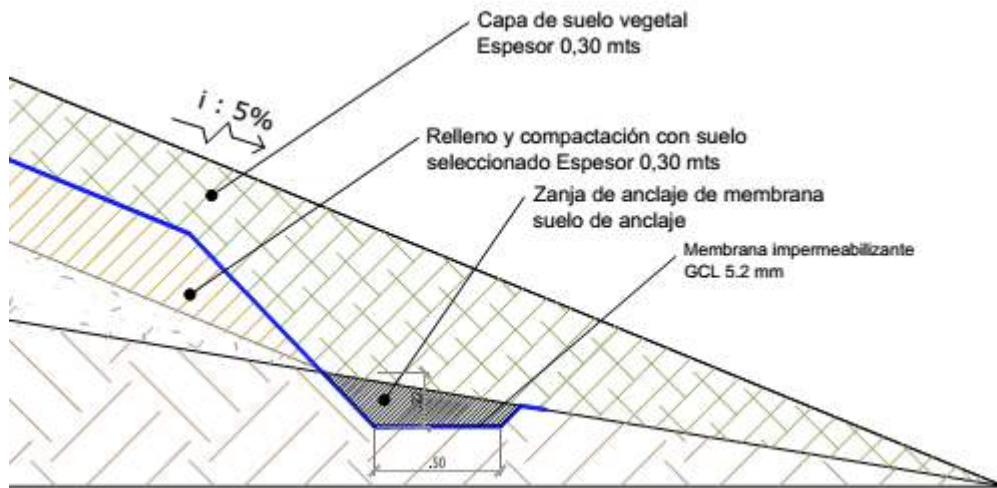 Capa de suelo vegetal
Espesor 0,30 mts
i : 5%
Relleno y compactación con suelo
seleccionado Espesor 0,30 mts
Zanja de anclaje de membrana
suelo de anclaje
Membrana impermeabilizante
GCL 5.2 mm
.50